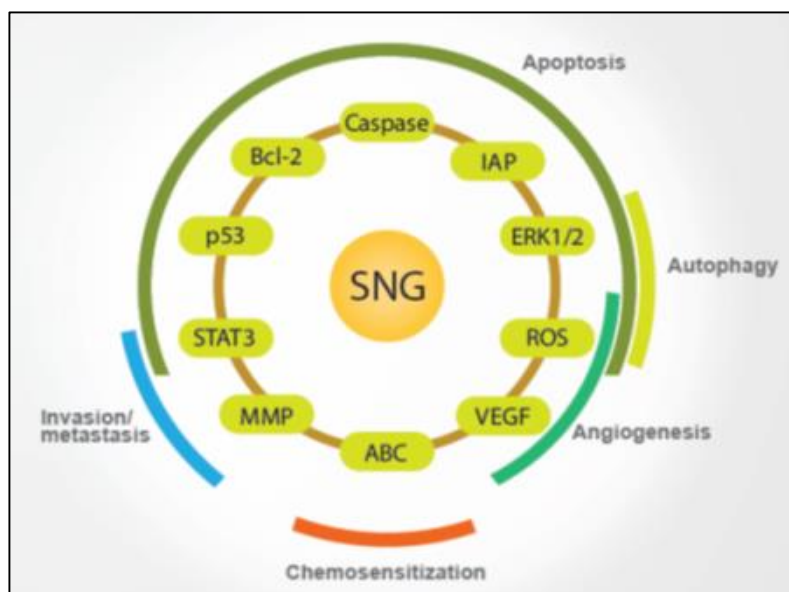 Apoptosis
Caspase
Bcl-2
IAP
p53
ERK1/2
SNG
Autophagy
STAT3
ROS
Invasion/
metastasis
MMP
VEGF
Angiogenesis
ABC
Chemosensitization